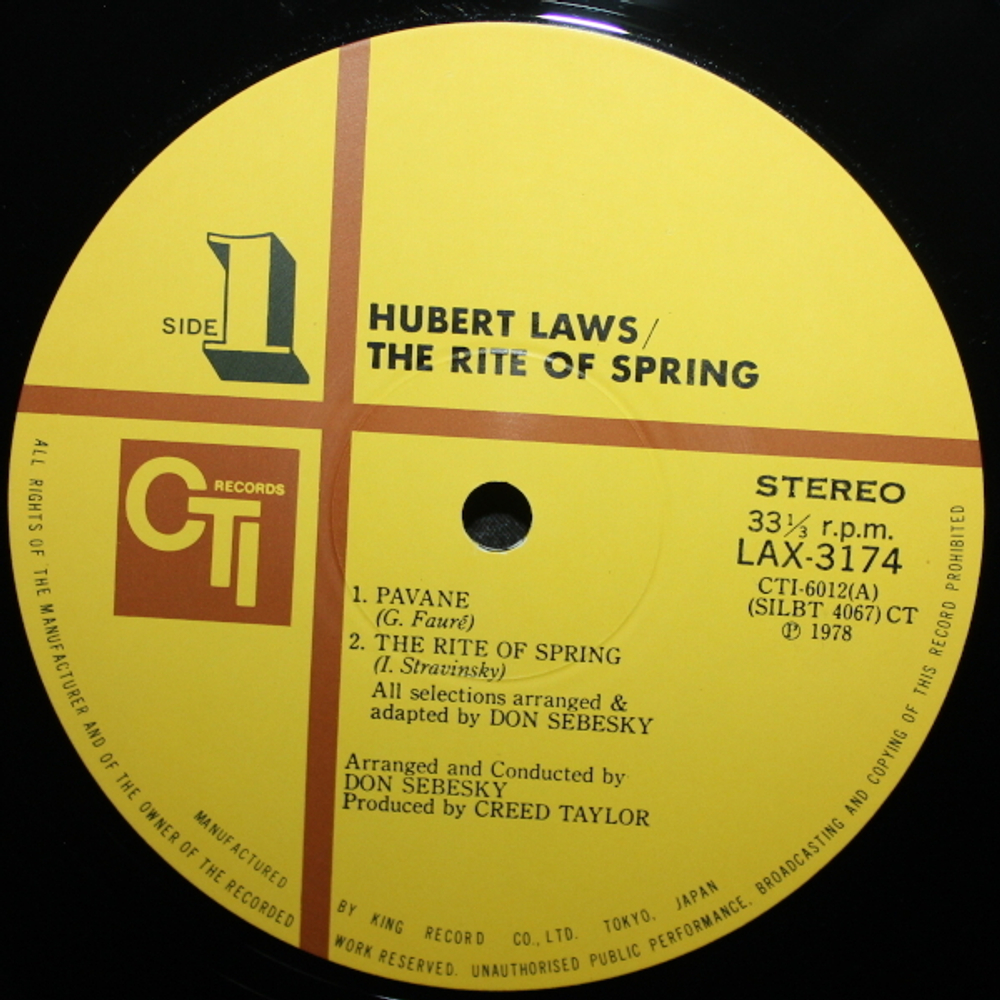 SIDE 1
HUBERT LAWS/
THE RITE OF SPRING
CTI RECORDS
STEREO
33⅓ r.p.m.
LAX-3174
CTI-6012(A)
(SILBT 4067) CT
℗ 1978
1. PAVANE
(G. Fauré)
2. THE RITE OF SPRING
(I. Stravinsky)
All selections arranged &
adapted by DON SEBESKY
Arranged and Conducted by
DON SEBESKY
Produced by CREED TAYLOR
MANUFACTURED BY KING RECORD CO., LTD. TOKYO, JAPAN
ALL RIGHTS OF THE MANUFACTURER AND OF THE OWNER OF THE RECORDED WORK RESERVED. UNAUTHORISED PUBLIC PERFORMANCE, BROADCASTING AND COPYING OF THIS RECORD PROHIBITED